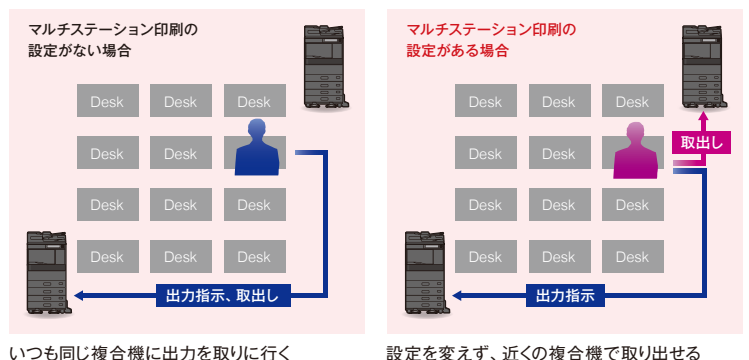 マルチステーション印刷の
設定がない場合
Desk Desk Desk
Desk Desk
Desk Desk Desk
Desk Desk Desk
出力指示、取出し
いつも同じ複合機に出力を取りに行く
マルチステーション印刷の
設定がある場合
Desk Desk Desk
Desk Desk
取出し
Desk Desk Desk
Desk Desk Desk
出力指示
設定を変えず、近くの複合機で取り出せる